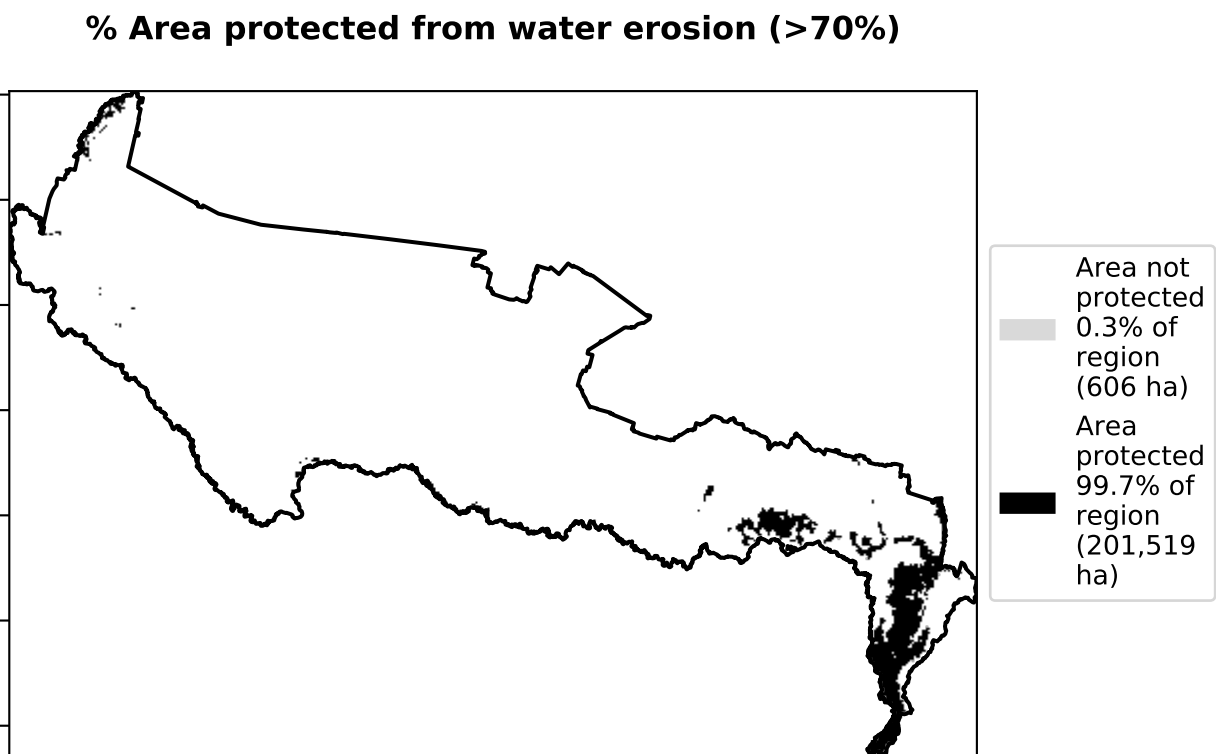 % Area protected from water erosion (>70%)
Area not
protected
0.3% of
region
(606 ha)
Area
protected
99.7% of
region
(201,519
ha)